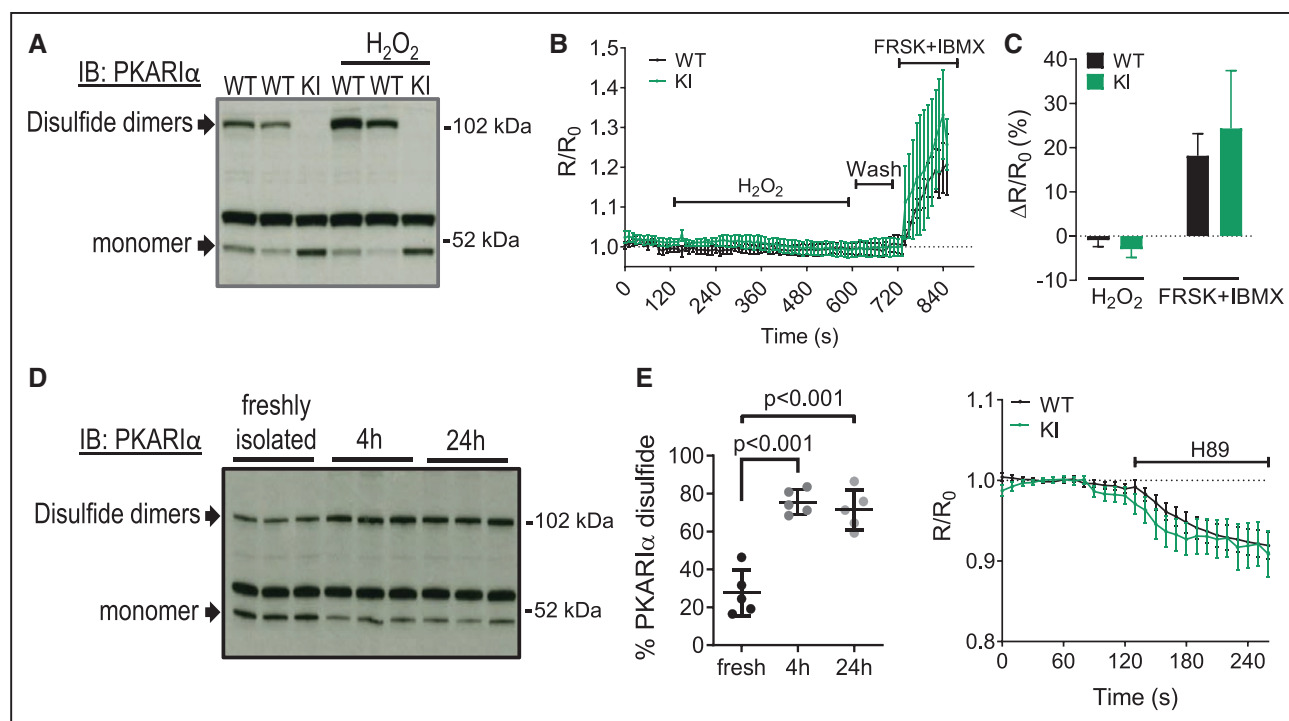 A
IB: PKARIα
H₂O₂
WT WT KI WT WT KI
Disulfide dimers
-102 kDa
monomer
-52 kDa
B
WT
KI
FRSK+IBMX
Wash
H₂O₂
R/R₀
1.5
1.4
1.3
1.2
1.1
1.0
0 120 240 360 480 600 720 840
Time (s)
C
WT
KI
ΔR/R₀ (%)
40
30
20
10
0
-10
H₂O₂ FRSK+IBMX
D
IB: PKARIα
freshly
isolated
4h
24h
Disulfide dimers
-102 kDa
monomer
-52 kDa
E
p<0.001
p<0.001
% PKARIα disulfide
100
80
60
40
20
0
fresh 4h 24h
WT
KI
H89
R/R₀
1.1
1.0
0.9
0.8
0 60 120 180 240
Time (s)